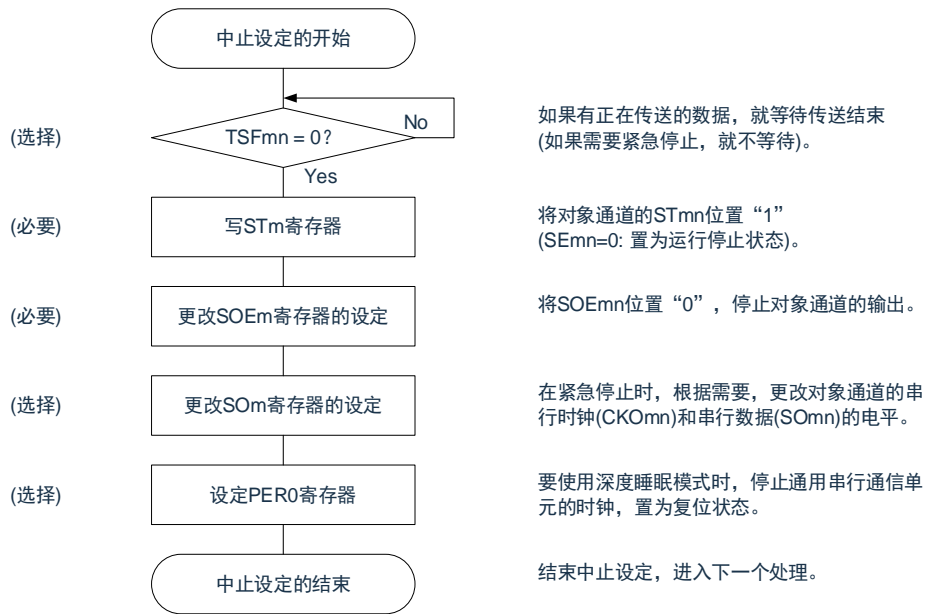 中止设定的开始
(选择)
TSFmn = 0?
No
如果有正在传送的数据，就等待传送结束
(如果需要紧急停止，就不等待)。
Yes
(必要)
写STm寄存器
将对象通道的STmn位置“1”
(SEmn=0: 置为运行停止状态)。
(必要)
更改SOEm寄存器的设定
将SOEmn位置“0”，停止对象通道的输出。
(选择)
更改SOm寄存器的设定
在紧急停止时，根据需要，更改对象通道的串
行时钟(CKOmn)和串行数据(SOmn)的电平。
(选择)
设定PER0寄存器
要使用深度睡眠模式时，停止通用串行通信单
元的时钟，置为复位状态。
中止设定的结束
结束中止设定，进入下一个处理。